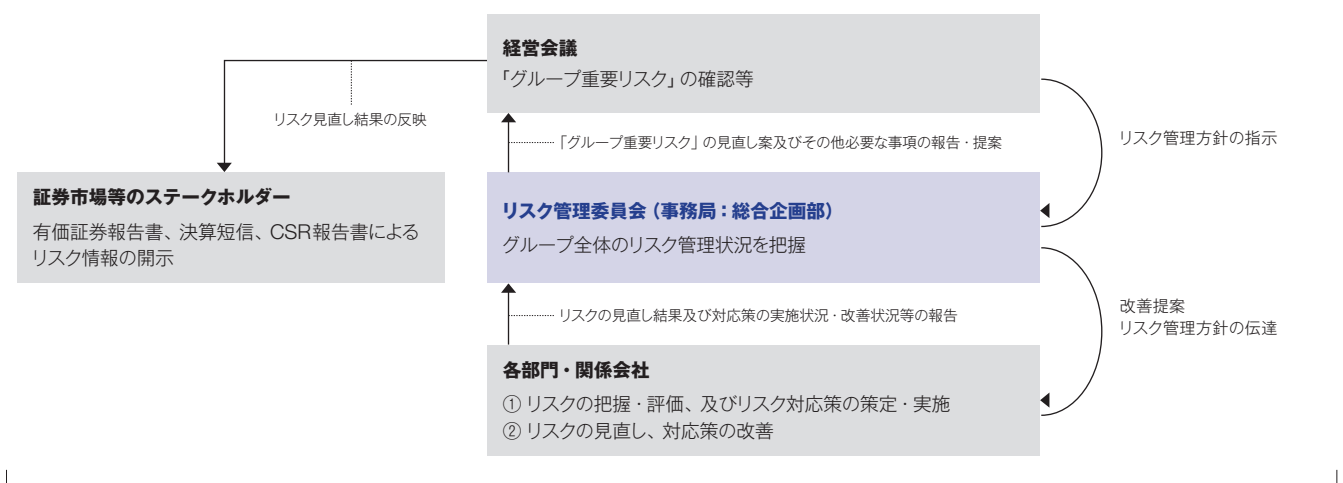 経営会議
「グループ重要リスク」の確認等
リスク見直し結果の反映
「グループ重要リスク」の見直し案及びその他必要な事項の報告・提案
リスク管理方針の指示
証券市場等のステークホルダー
有価証券報告書、決算短信、CSR報告書による
リスク情報の開示
リスク管理委員会(事務局:総合企画部)
グループ全体のリスク管理状況を把握
リスクの見直し結果及び対応策の実施状況・改善状況等の報告
改善提案
リスク管理方針の伝達
各部門・関係会社
① リスクの把握・評価、及びリスク対応策の策定・実施
② リスクの見直し、対応策の改善